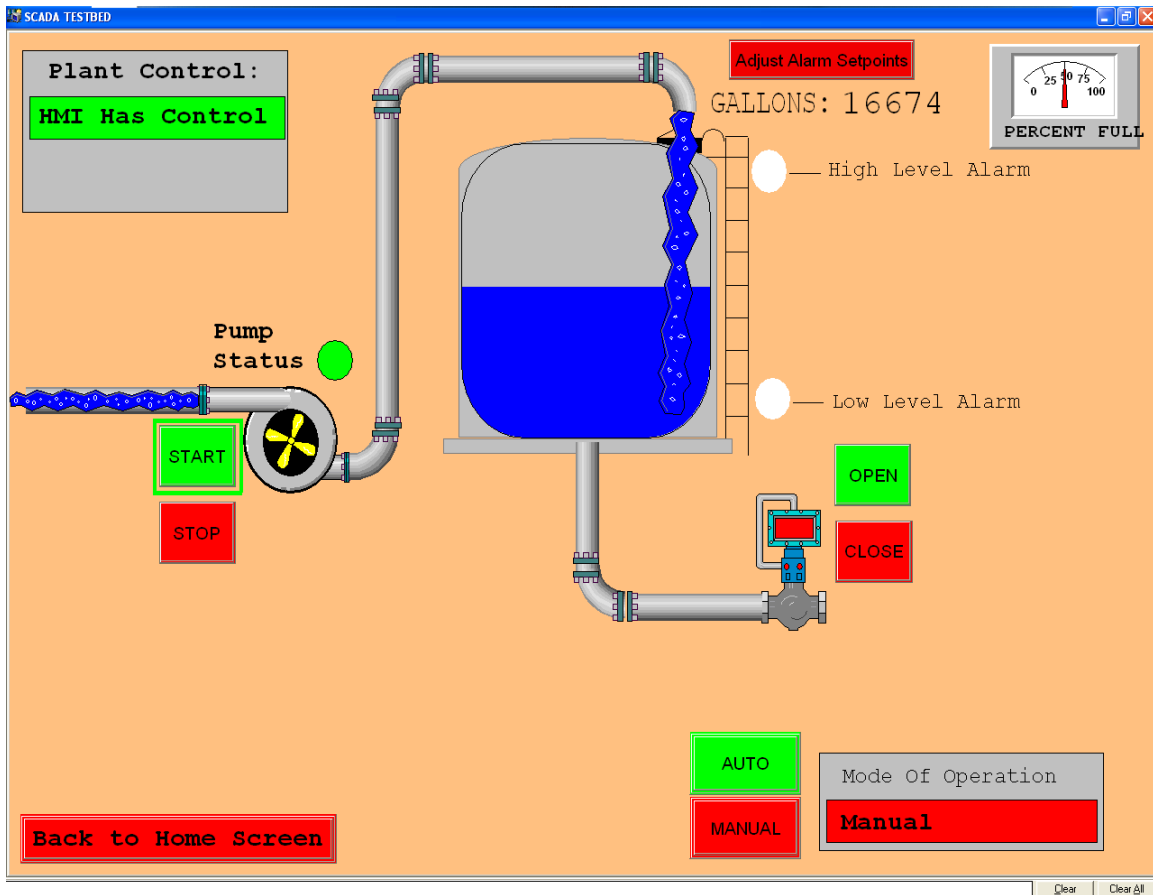 SCADA TESTBED
Plant Control:
HMI Has Control
Adjust Alarm Setpoints
GALLONS: 16674
0 25 50 75 100
PERCENT FULL
High Level Alarm
Pump
Status
Low Level Alarm
START
STOP
OPEN
CLOSE
AUTO
MANUAL
Mode Of Operation
Manual
Back to Home Screen
Clear
Clear All